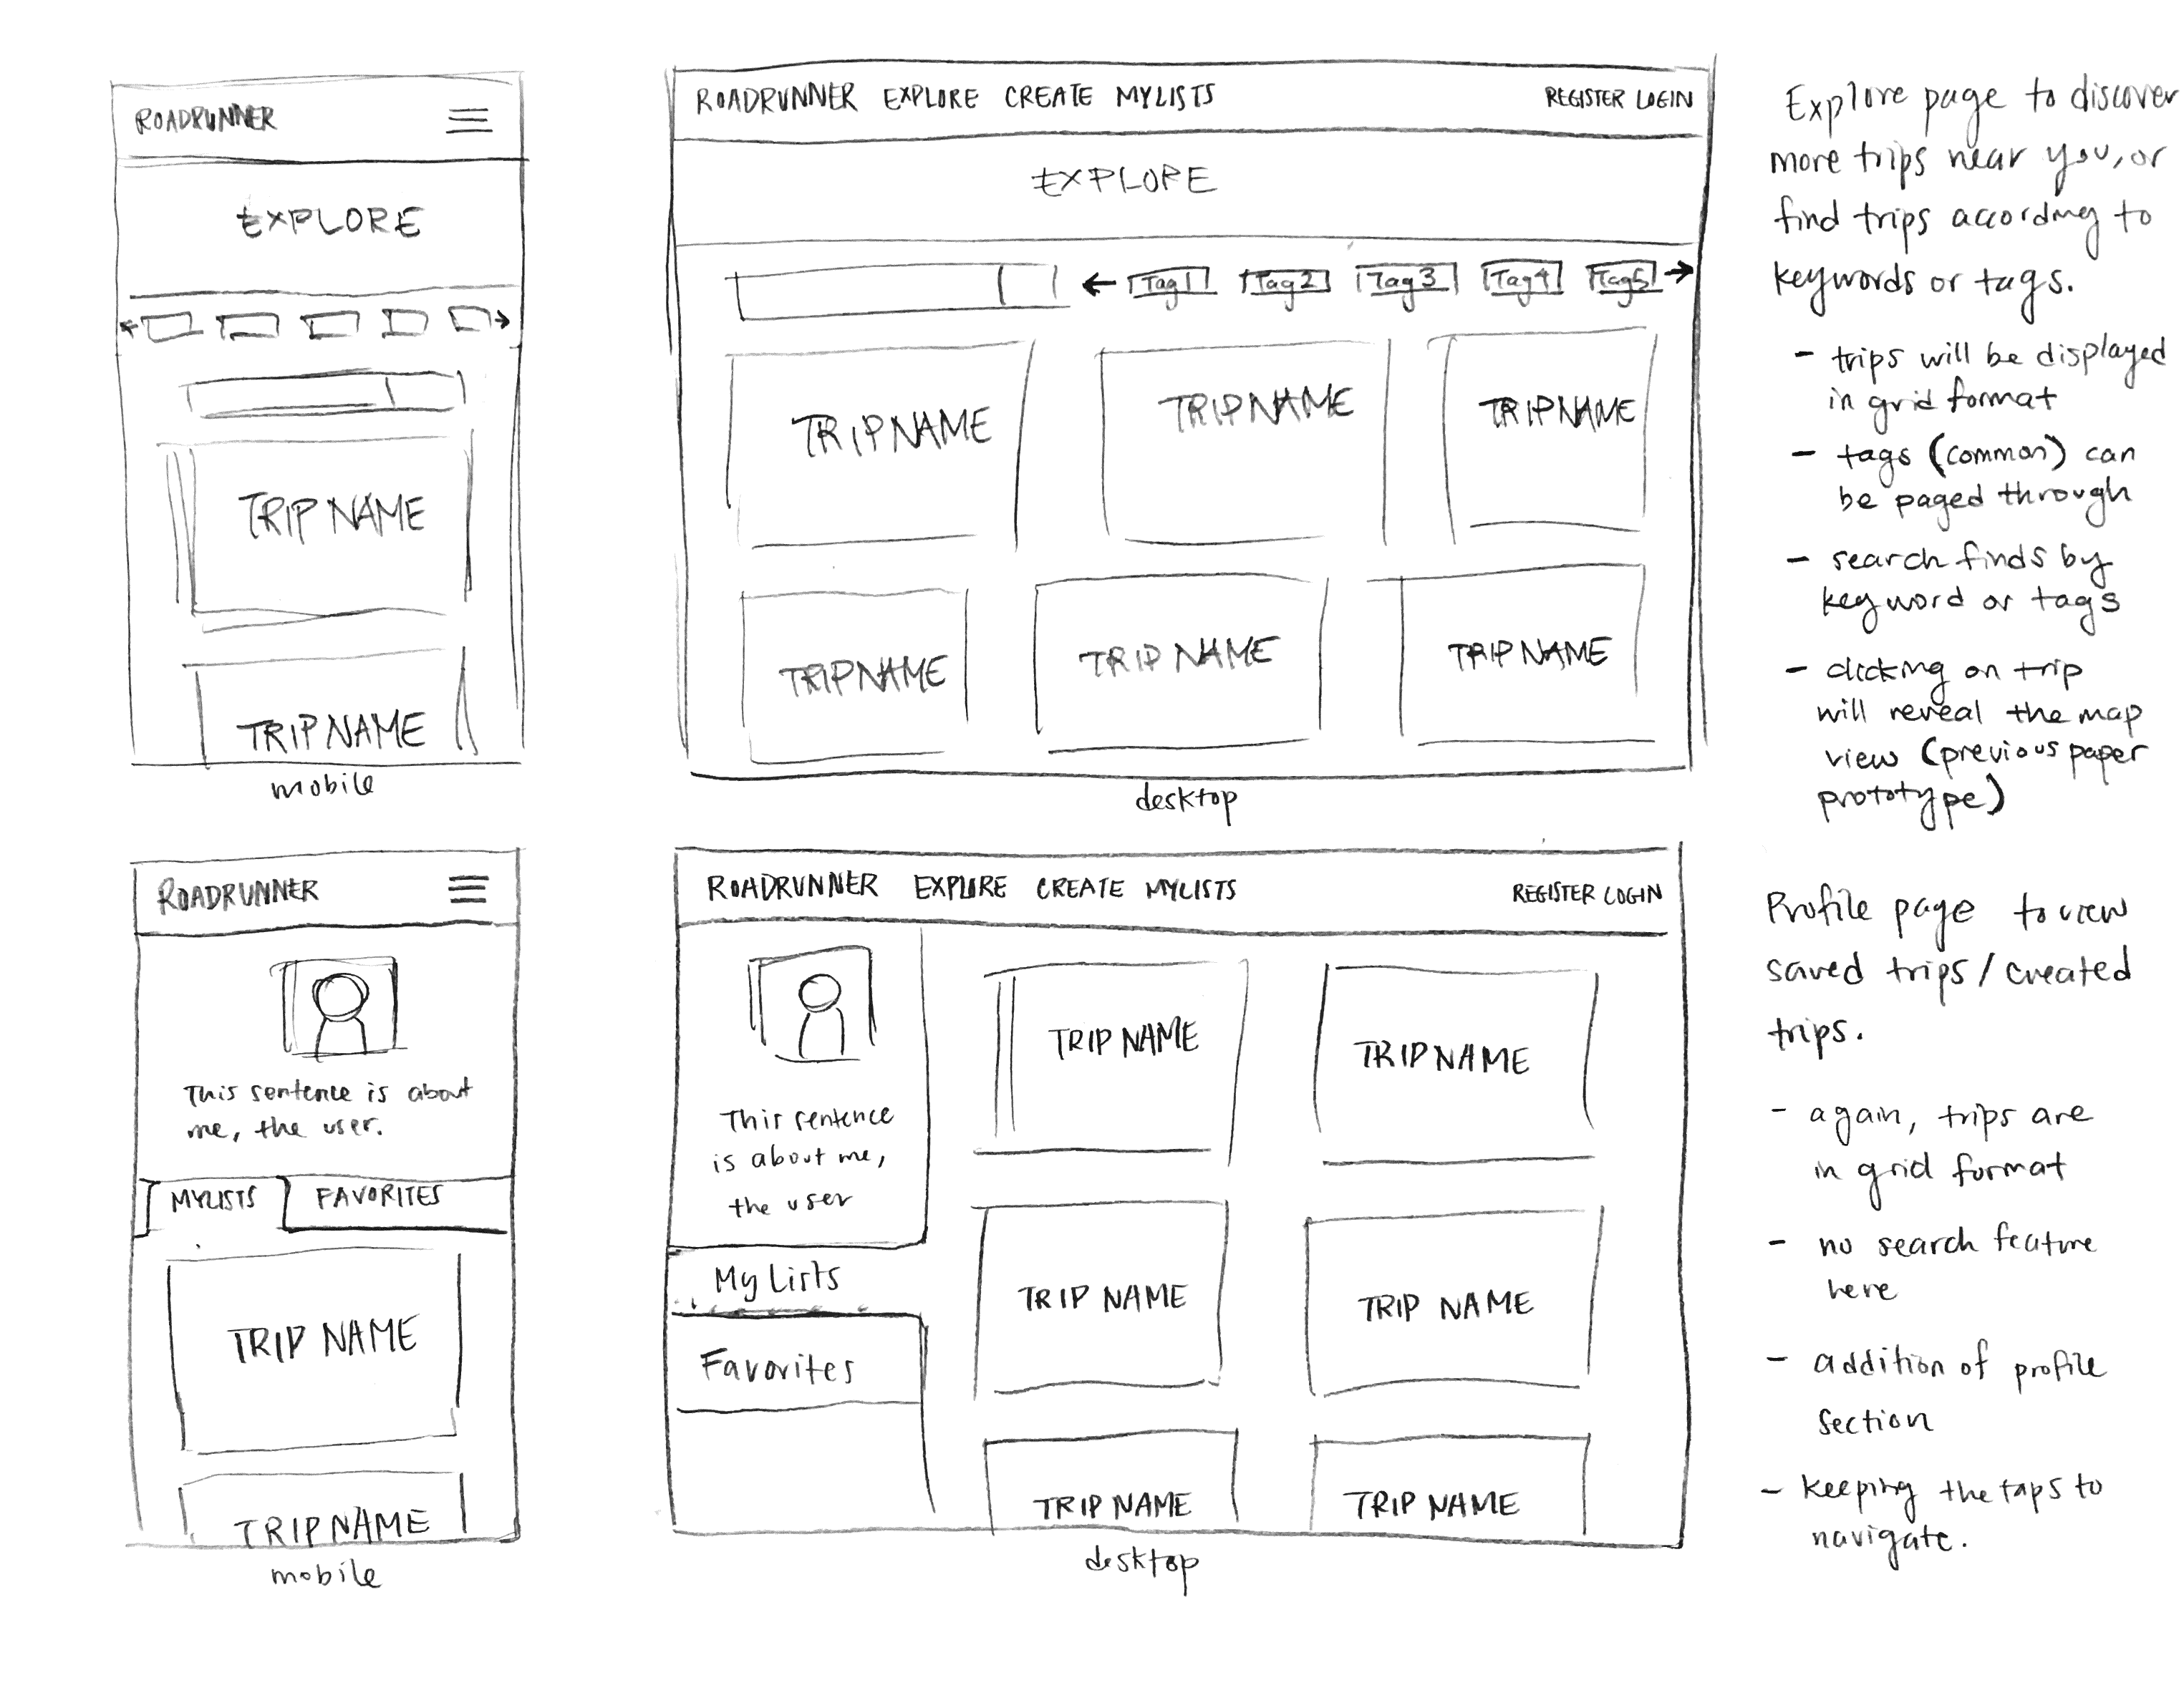 ROADRUNNER
EXPLORE
TRIP NAME
TRIP NAME
mobile
ROADRUNNER EXPLORE CREATE MYLISTS REGISTER LOGIN
EXPLORE
Tag1 Tag2 Tag3 Tag4 Tag5
TRIPNAME TRIPNAME TRIPNAME
TRIPNAME TRIP NAME TRIP NAME
desktop
Explore page to discover
more trips near you, or
find trips according to
keywords or tags.
- trips will be displayed
in grid format
- tags (common) can
be paged through
- search finds by
keyword or tags
- clicking on trip
will reveal the map
view (previous paper
prototype)
ROADRUNNER
This sentence is about
me, the user.
MYLISTS FAVORITES
TRIP NAME
TRIPNAME
mobile
ROADRUNNER EXPLORE CREATE MYLISTS REGISTER LOGIN
This sentence
is about me,
the user
My Lists
Favorites
TRIP NAME TRIPNAME
TRIP NAME TRIP NAME
TRIP NAME TRIP NAME
desktop
Profile page to view
saved trips / created
trips.
- again, trips are
in grid format
- no search feature
here
- addition of profile
section
- keeping the taps to
navigate.